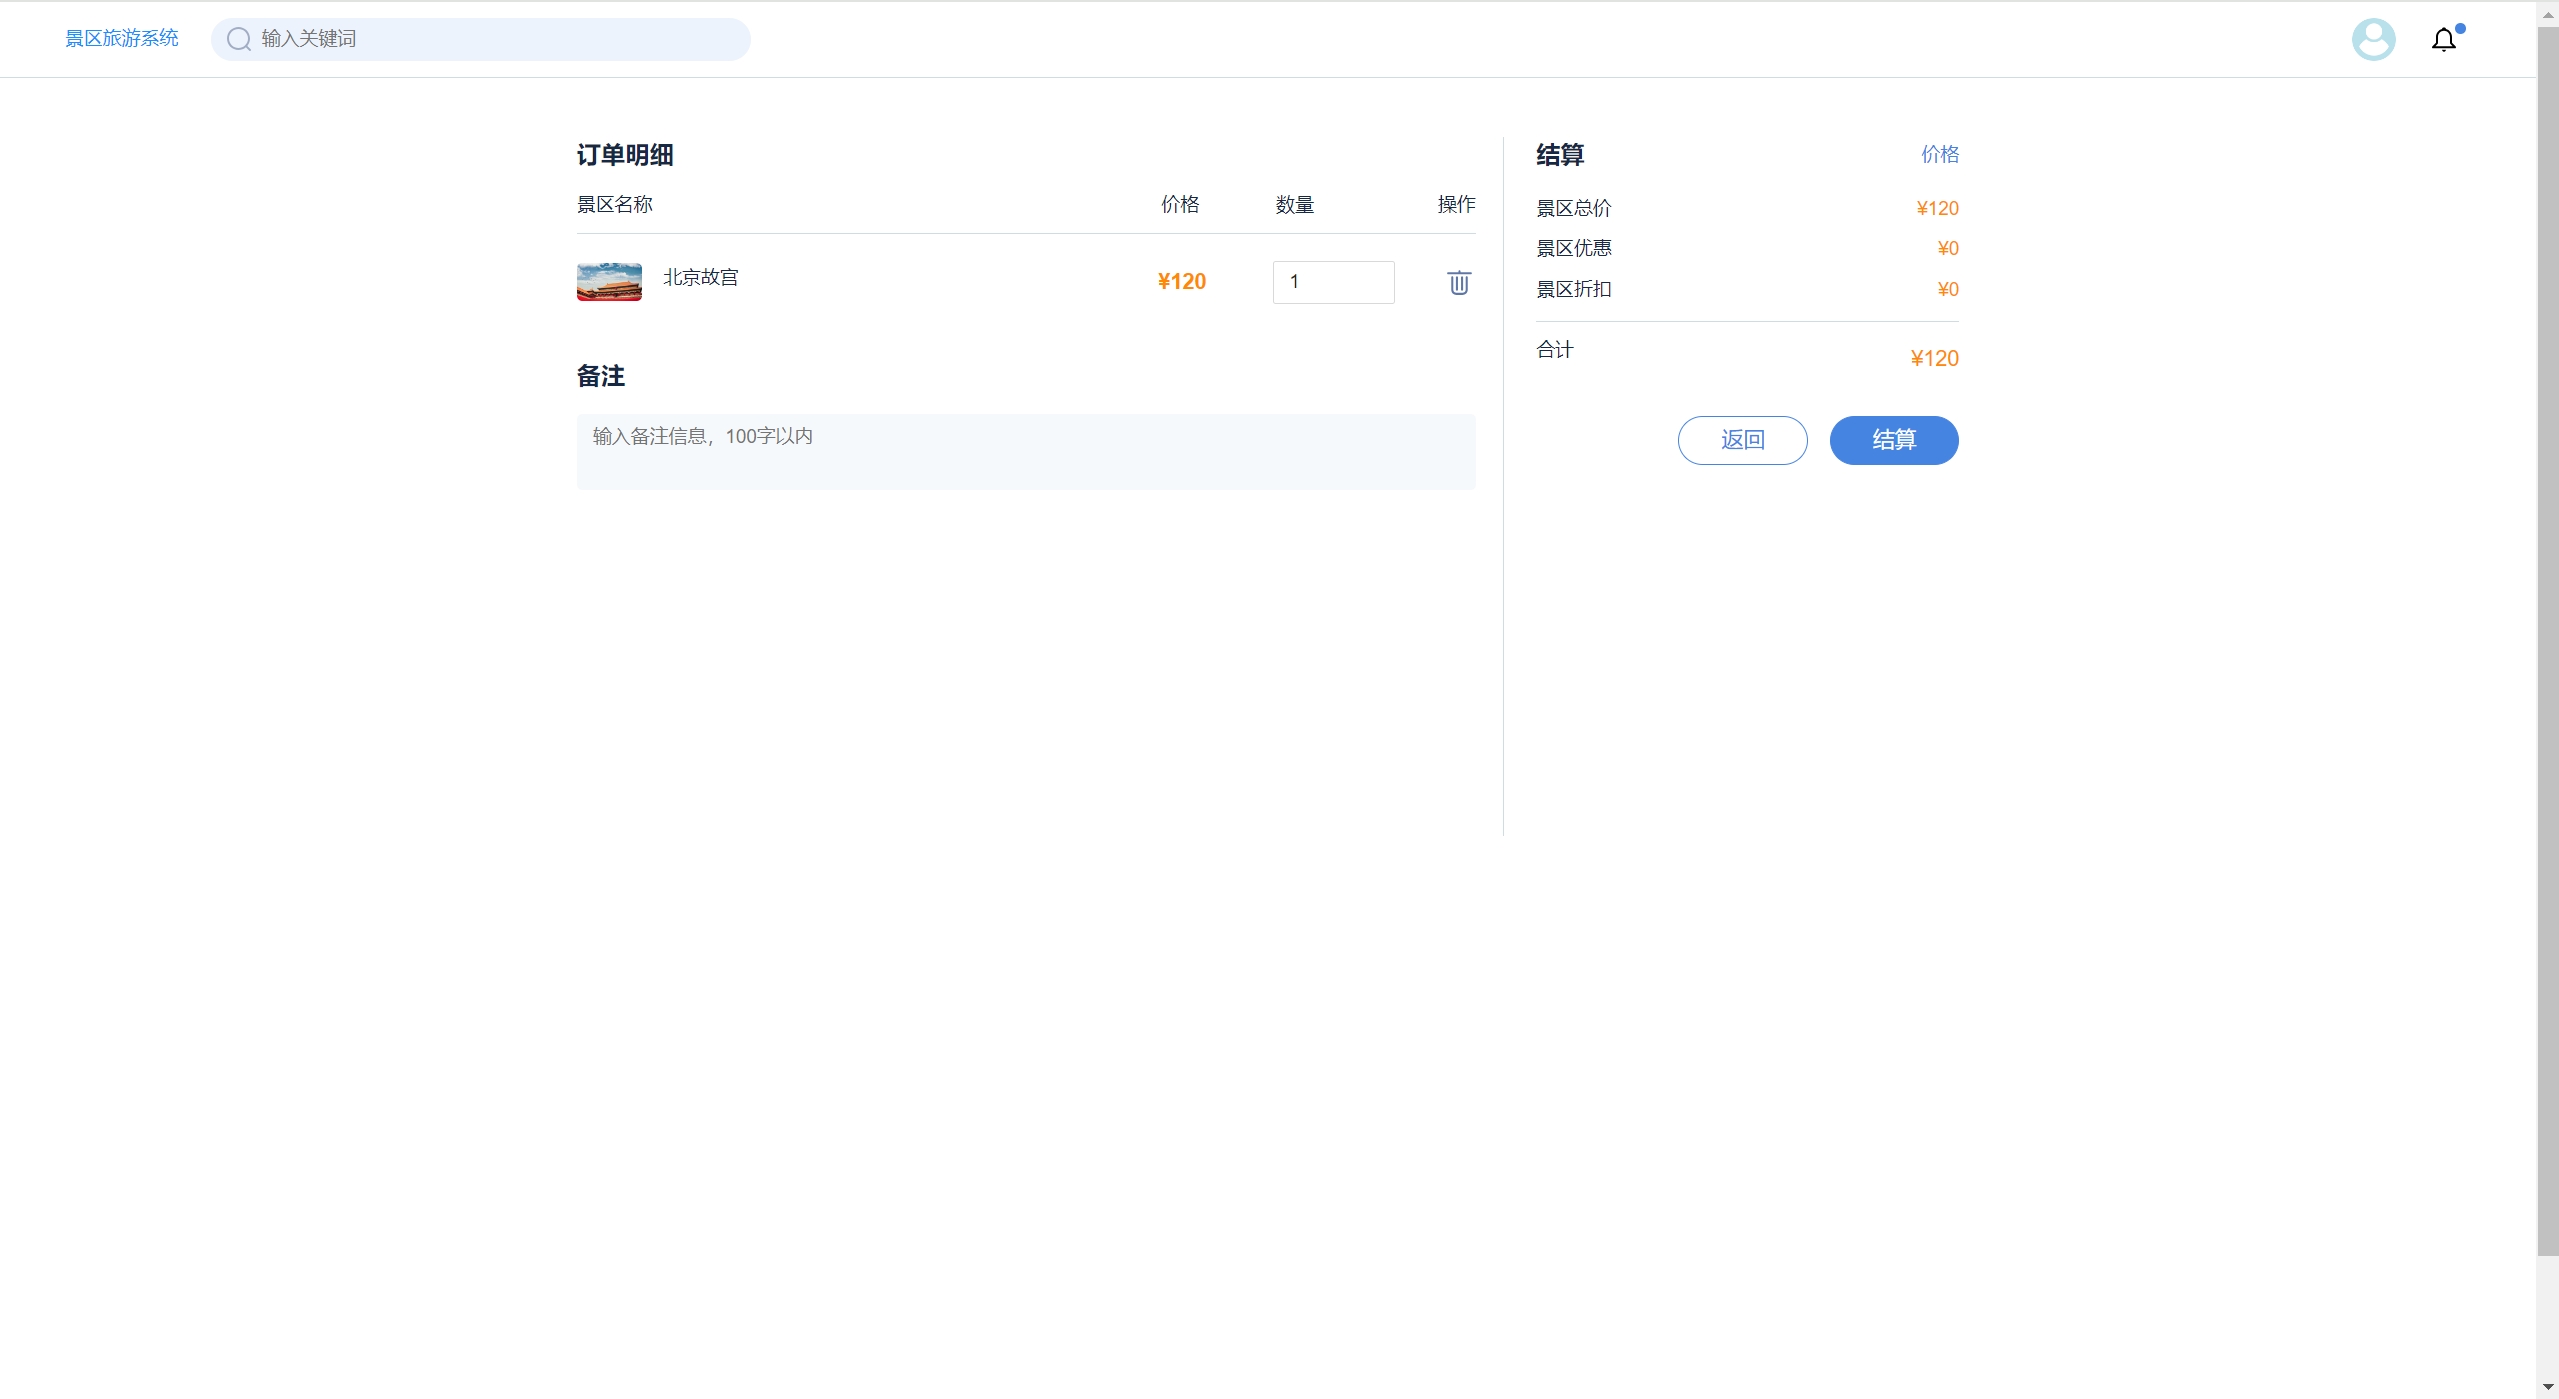 景区旅游系统
输入关键词
订单明细
景区名称 价格 数量 操作
北京故宫 ¥120 1
备注
输入备注信息，100字以内
结算 价格
景区总价 ¥120
景区优惠 ¥0
景区折扣 ¥0
合计 ¥120
返回 结算